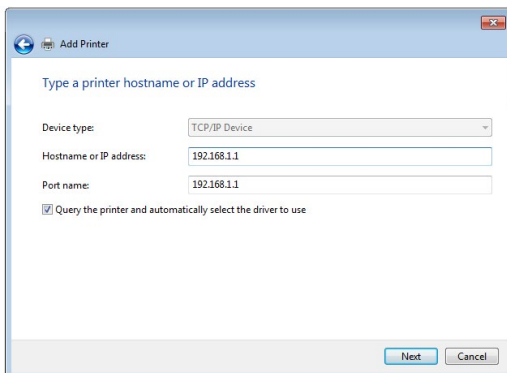 Add Printer
Type a printer hostname or IP address
Device type: TCP/IP Device
Hostname or IP address: 192.168.1.1
Port name: 192.168.1.1
Query the printer and automatically select the driver to use
Next Cancel